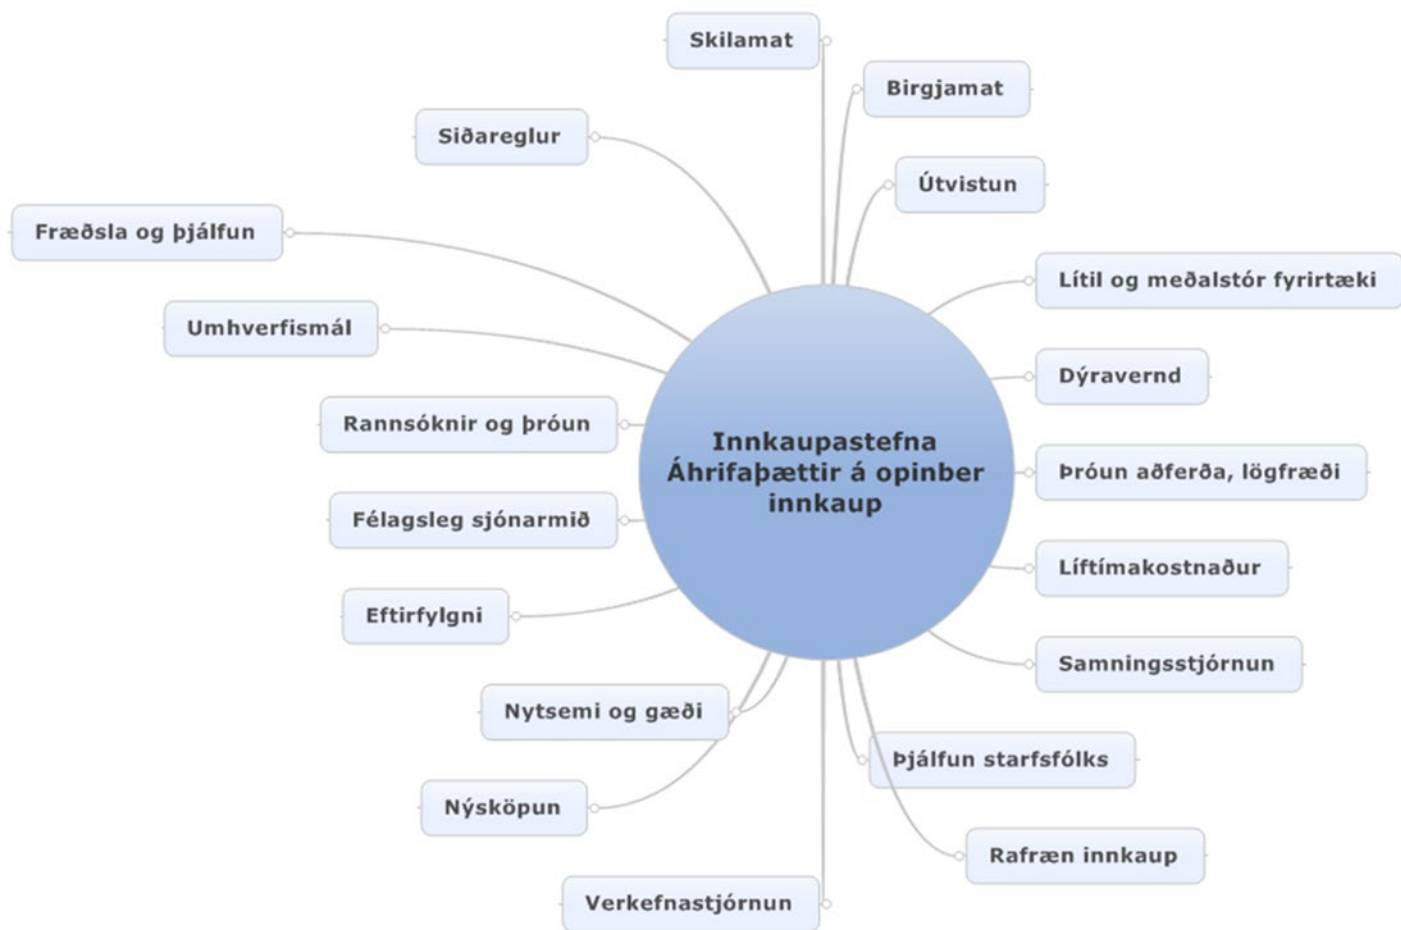 Skilamat
Birgjamat
Siðareglur
Útvistun
Fræðsla og þjálfun
Lítil og meðalstór fyrirtæki
Umhverfismál
Dýravernd
Rannsóknir og þróun
Innkaupastefna
Áhrifaþættir á opinber
innkaup
Þróun aðferða, lögfræði
Félagsleg sjónarmið
Líftímakostnaður
Eftirfylgni
Samningsstjórnun
Nytsemi og gæði
Þjálfun starfsfólks
Nýsköpun
Rafræn innkaup
Verkefnastjórnun